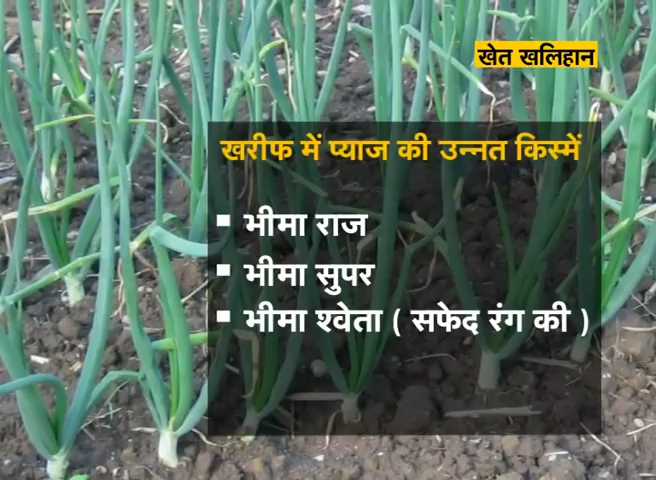 खेत खलिहान
खरीफ में प्याज की उन्नत किस्में
▪ भीमा राज
▪ भीमा सुपर
▪ भीमा श्वेता ( सफेद रंग की )